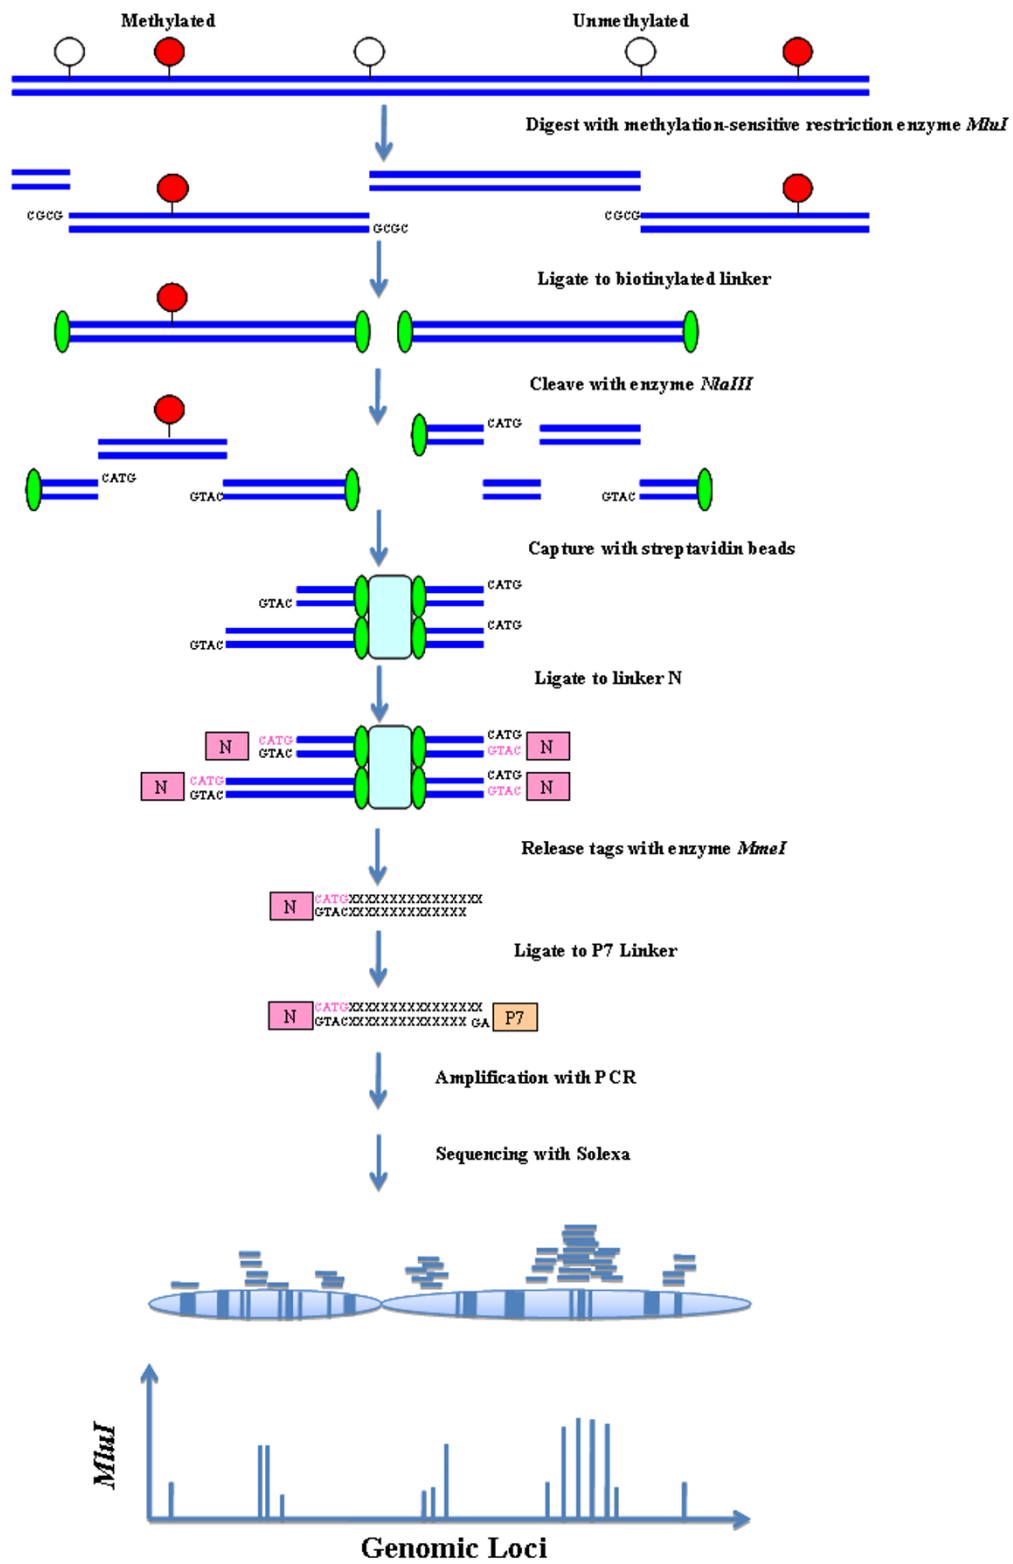 Methylated Unmethylated
Digest with methylation-sensitive restriction enzyme MluI
CGCG GCGC CGCG
Ligate to biotinylated linker
Cleave with enzyme NlaIII
CATG
CATG
GTAC GTAC
Capture with streptavidin beads
CATG
GTAC
CATG
GTAC
Ligate to linker N
N CATG CATG N
GTAC GTAC
N CATG CATG N
GTAC GTAC
Release tags with enzyme MmeI
N CATGXXXXXXXXXXXXXXXX
GTACXXXXXXXXXXXXXX
Ligate to P7 Linker
N CATGXXXXXXXXXXXXXXXX P7
GTACXXXXXXXXXXXXXX GA
Amplification with PCR
Sequencing with Solexa
MluI
Genomic Loci